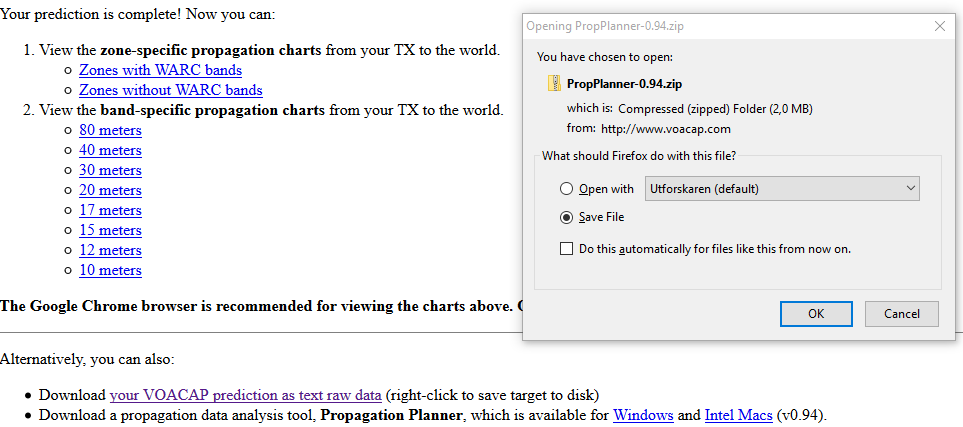 Your prediction is complete! Now you can:
1. View the zone-specific propagation charts from your TX to the world.
Zones with WARC bands
Zones without WARC bands
2. View the band-specific propagation charts from your TX to the world.
80 meters
40 meters
30 meters
20 meters
17 meters
15 meters
12 meters
10 meters
The Google Chrome browser is recommended for viewing the charts above.
Alternatively, you can also:
Download your VOACAP prediction as text raw data (right-click to save target to disk)
Download a propagation data analysis tool, Propagation Planner, which is available for Windows and Intel Macs (v0.94).
Opening PropPlanner-0.94.zip
You have chosen to open:
PropPlanner-0.94.zip
which is: Compressed (zipped) Folder (2,0 MB)
from: http://www.voacap.com
What should Firefox do with this file?
Open with Utforskaren (default)
Save File
Do this automatically for files like this from now on.
OK Cancel